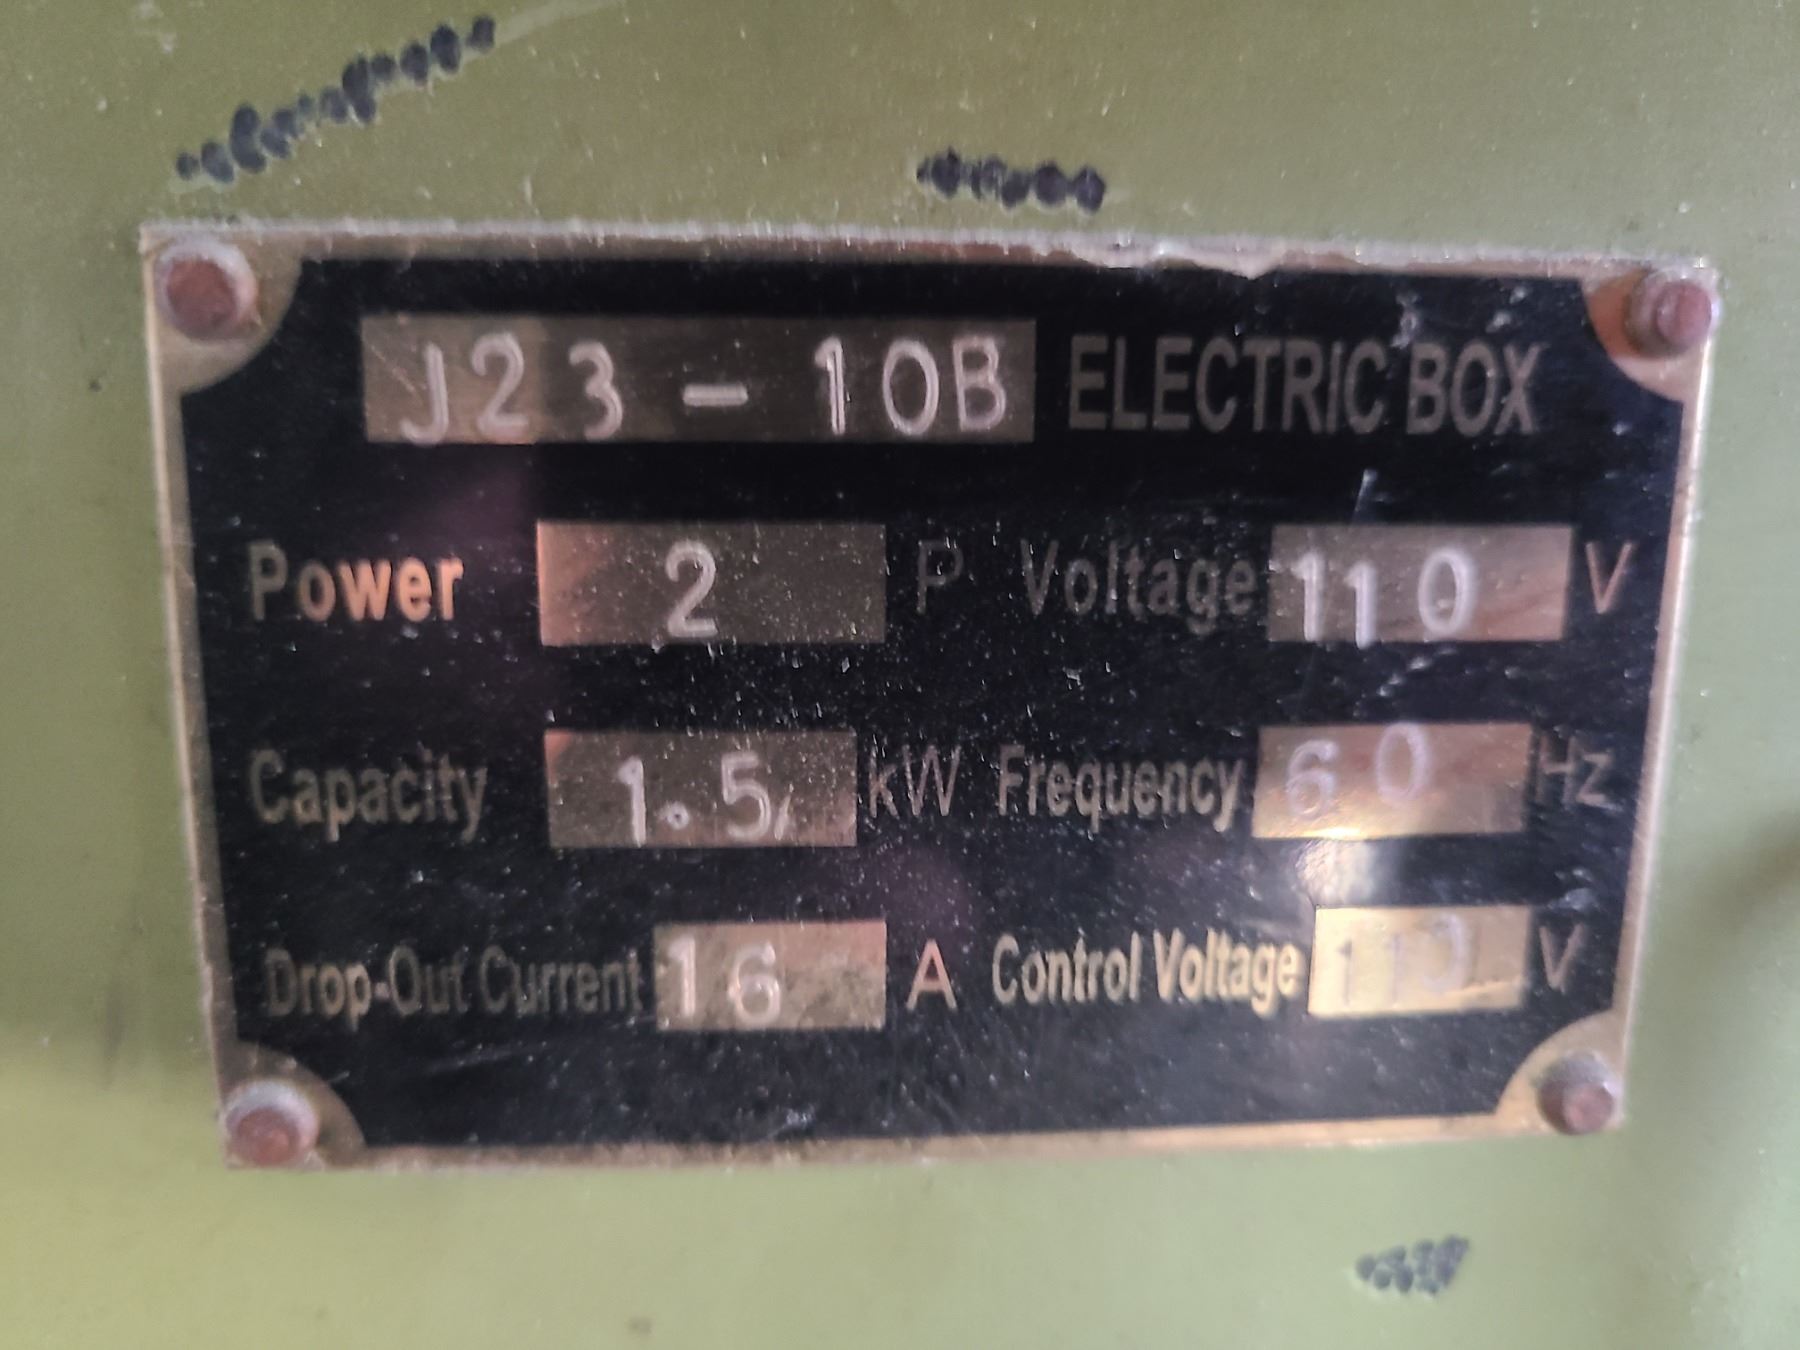 J23-10B ELECTRIC BOX
Power 2 P Voltage 110 V
Capacity 1.5 kW Frequency 60 Hz
Drop-Out Current 16 A Control Voltage 110 V